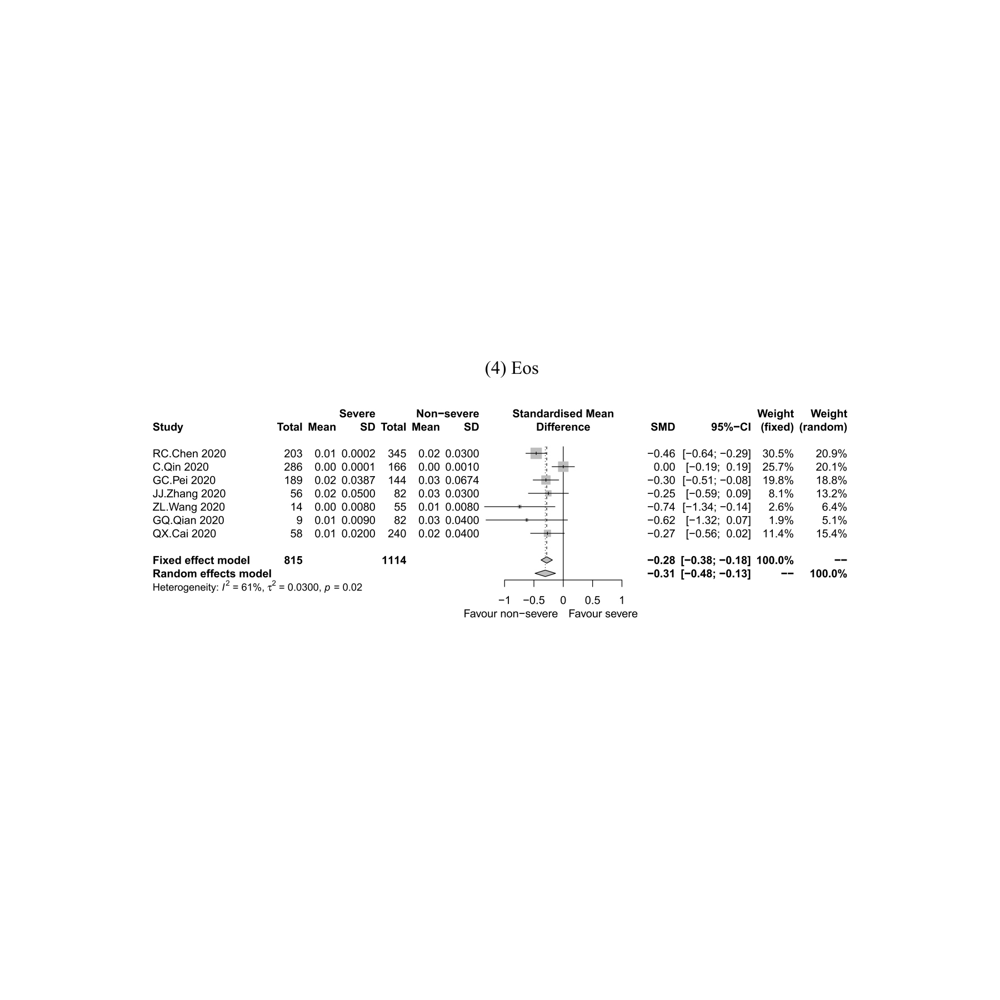 (4) Eos
Severe Non−severe Standardised Mean Weight Weight
Study Total Mean SD Total Mean SD Difference SMD 95%−CI (fixed) (random)
RC.Chen 2020 203 0.01 0.0002 345 0.02 0.0300 −0.46 [−0.64; −0.29] 30.5% 20.9%
C.Qin 2020 286 0.00 0.0001 166 0.00 0.0010 0.00 [−0.19; 0.19] 25.7% 20.1%
GC.Pei 2020 189 0.02 0.0387 144 0.03 0.0674 −0.30 [−0.51; −0.08] 19.8% 18.8%
JJ.Zhang 2020 56 0.02 0.0500 82 0.03 0.0300 −0.25 [−0.59; 0.09] 8.1% 13.2%
ZL.Wang 2020 14 0.00 0.0080 55 0.01 0.0080 −0.74 [−1.34; −0.14] 2.6% 6.4%
GQ.Qian 2020 9 0.01 0.0090 82 0.03 0.0400 −0.62 [−1.32; 0.07] 1.9% 5.1%
QX.Cai 2020 58 0.01 0.0200 240 0.02 0.0400 −0.27 [−0.56; 0.02] 11.4% 15.4%
Fixed effect model 815 1114 −0.28 [−0.38; −0.18] 100.0% −−
Random effects model −0.31 [−0.48; −0.13] −− 100.0%
Heterogeneity: I² = 61%, τ² = 0.0300, p = 0.02
−1 −0.5 0 0.5 1
Favour non−severe Favour severe